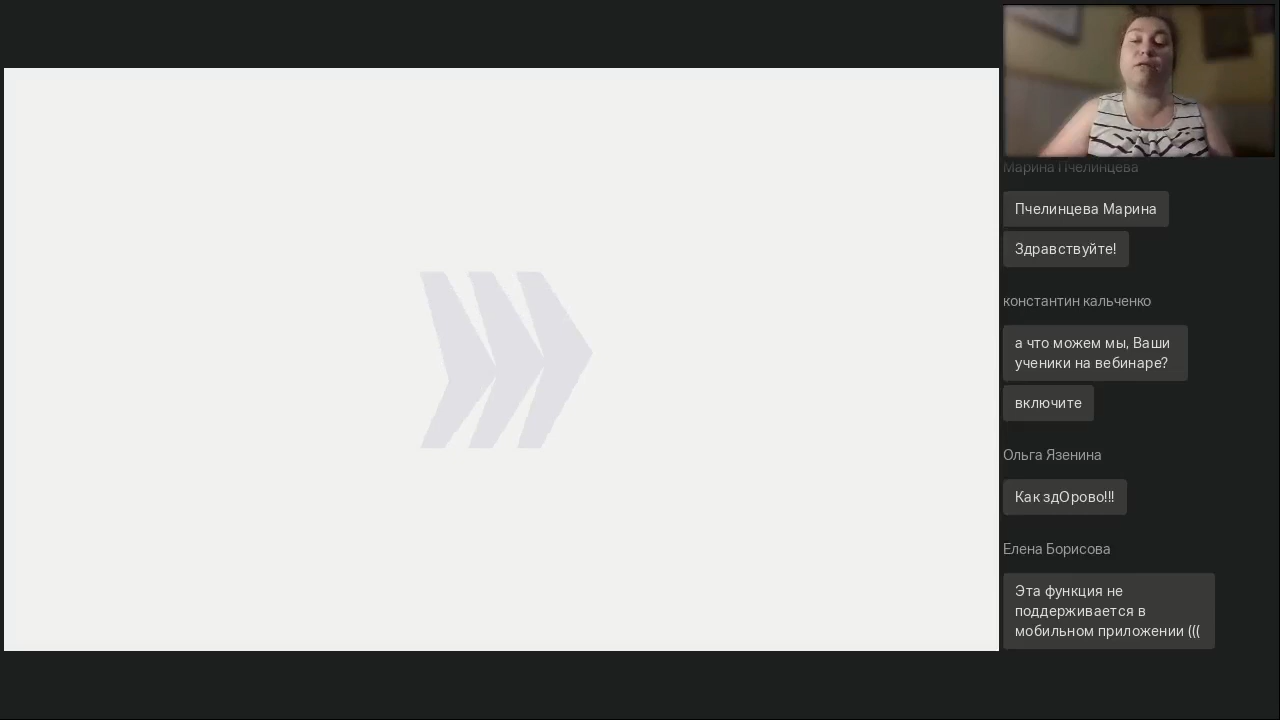 Марина Пчелинцева
Пчелинцева Марина
Здравствуйте!
константин кальченко
а что можем мы, Ваши
ученики на вебинаре?
включите
Ольга Язенина
Как здОрово!!!
Елена Борисова
Эта функция не
поддерживается в
мобильном приложении (((